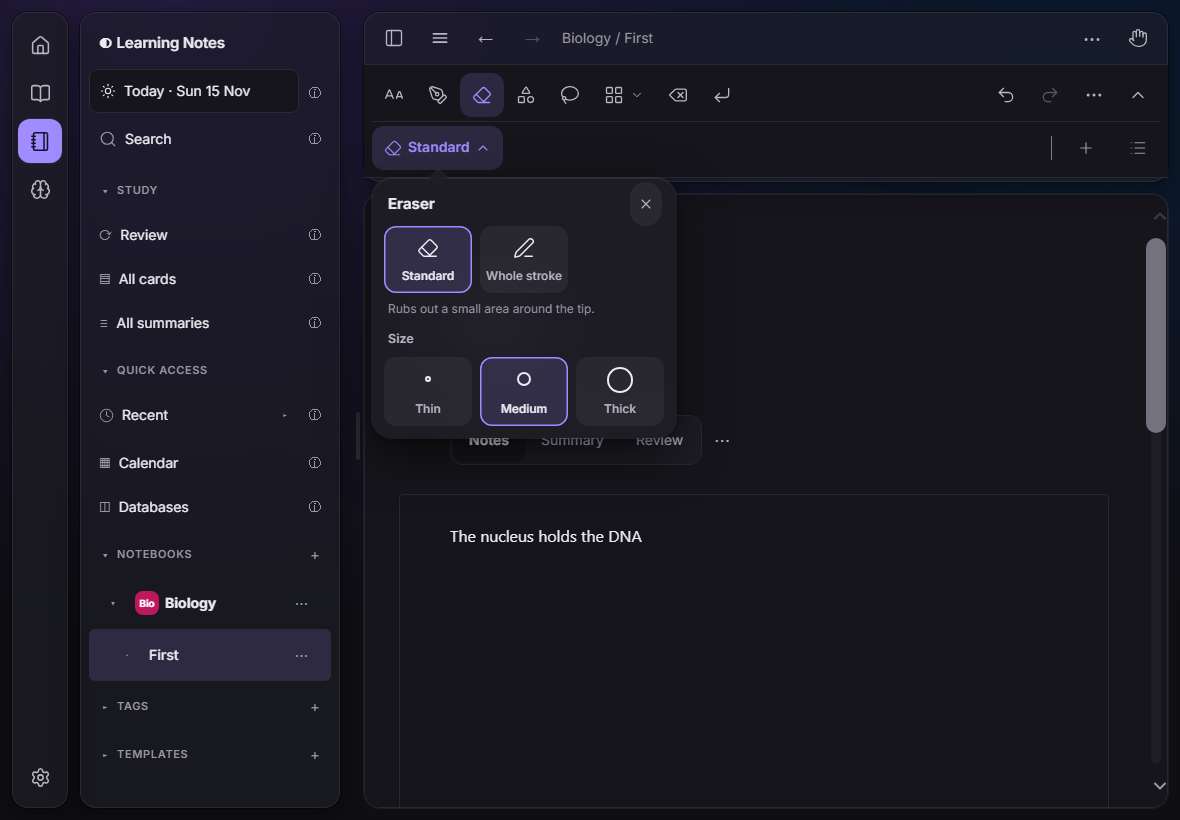 Learning Notes
Today · Sun 15 Nov
Search
STUDY
Review
All cards
All summaries
QUICK ACCESS
Recent
Calendar
Databases
NOTEBOOKS
Bio Biology
First
TAGS
TEMPLATES
Biology / First
AA
Standard
Eraser
Standard
Whole stroke
Rubs out a small area around the tip.
Size
Thin
Medium
Thick
Notes
Summary
Review
The nucleus holds the DNA